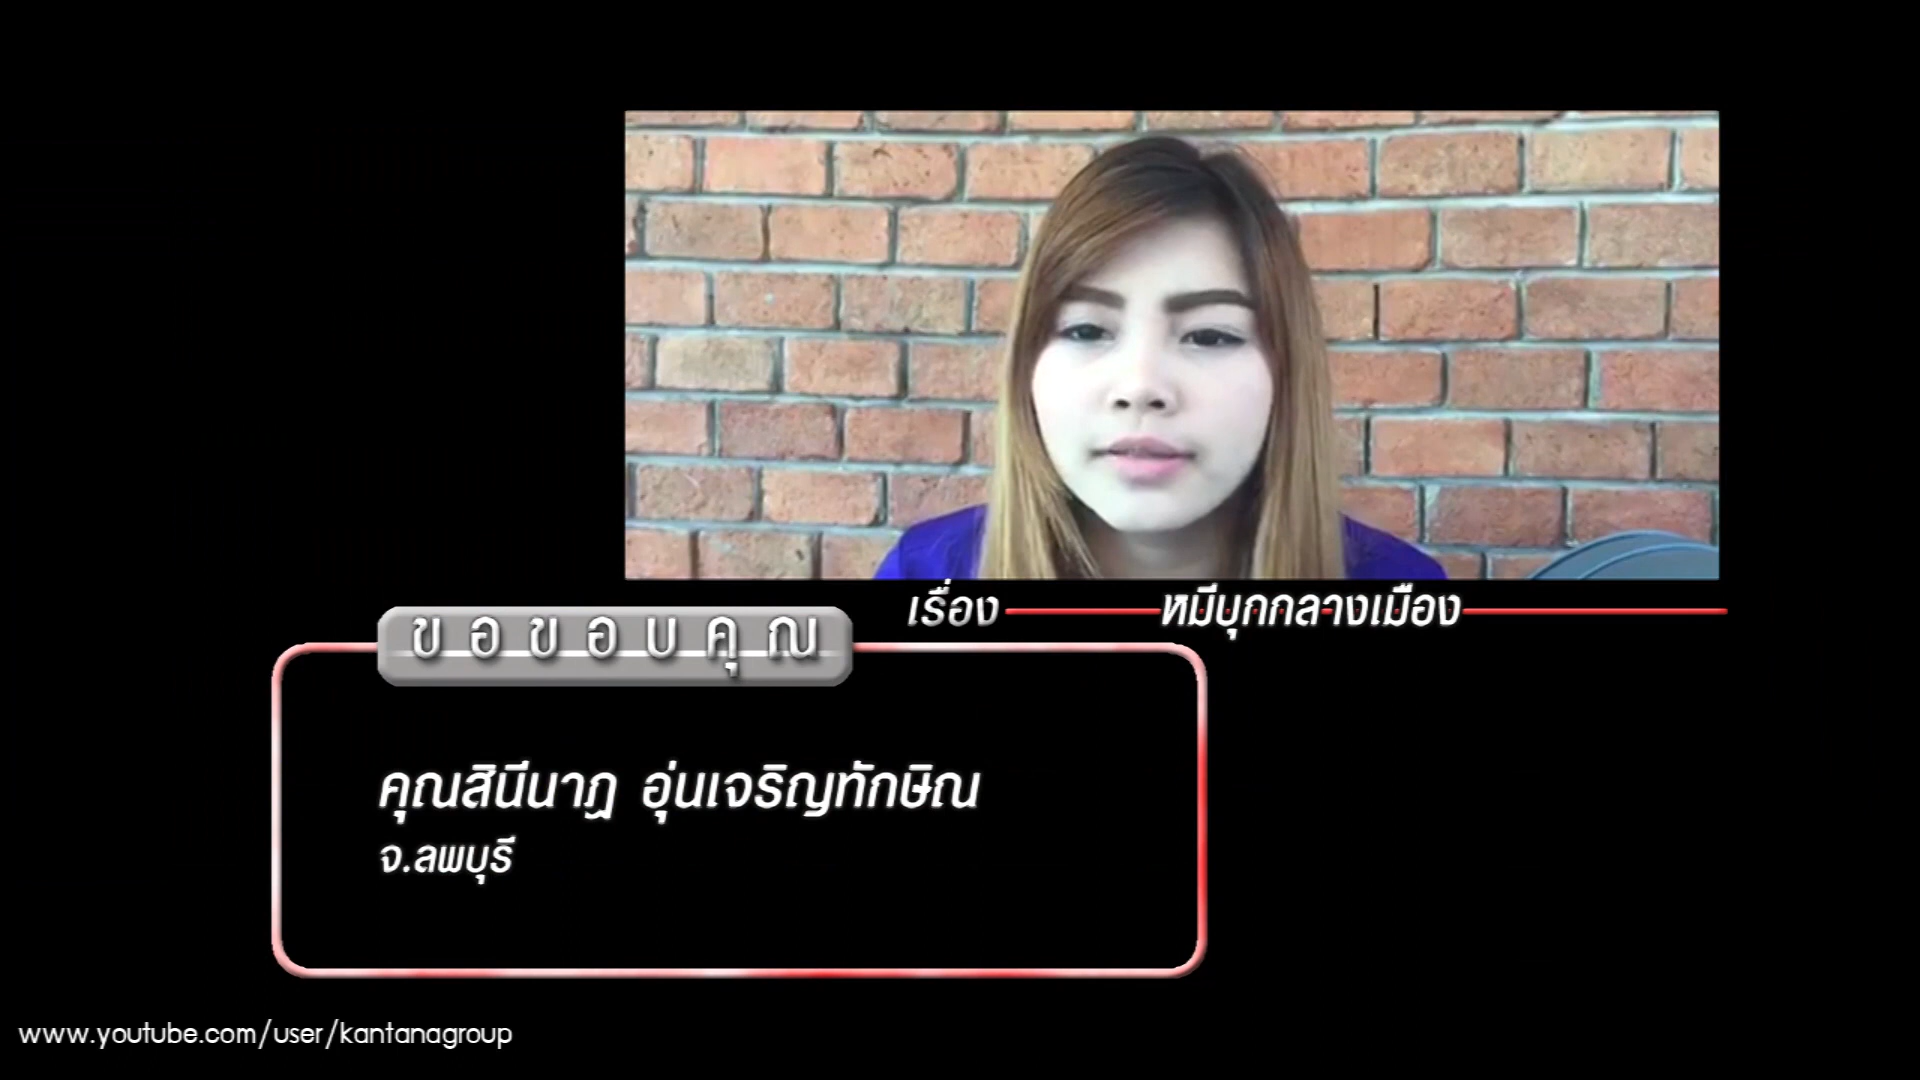 เรื่อง หมีบุกกลางเมือง
ขอขอบคุณ
คุณสินีนาฏ อุ่นเจริญทักษิณ
จ.ลพบุรี
www.youtube.com/user/kantanagroup